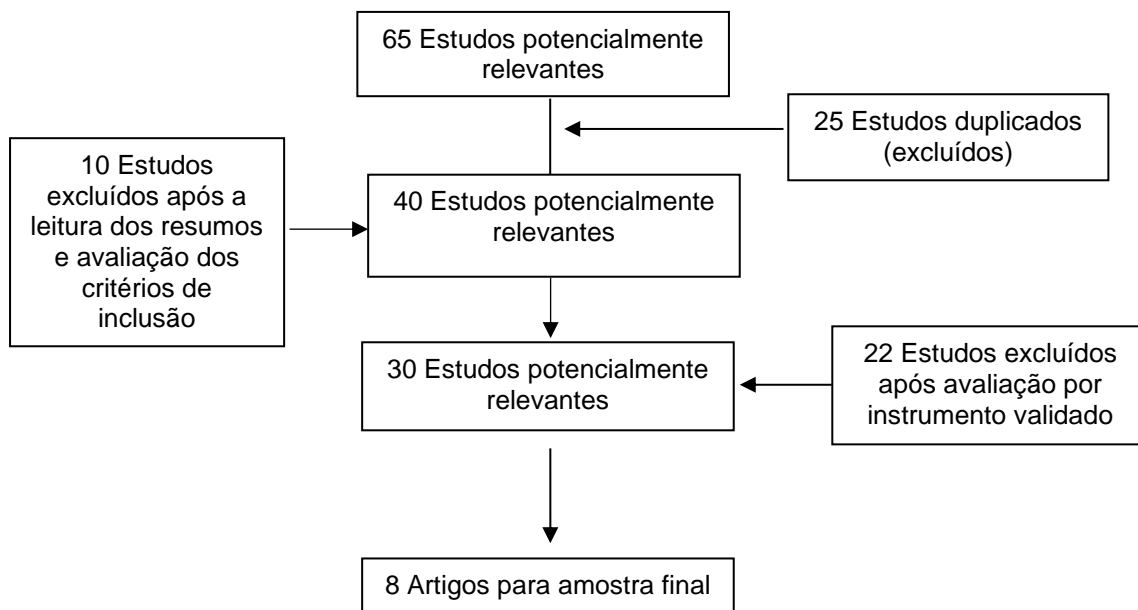 65 Estudos potencialmente
relevantes
25 Estudos duplicados
(excluídos)
10 Estudos
excluídos após a
leitura dos resumos
e avaliação dos
critérios de
inclusão
40 Estudos potencialmente
relevantes
30 Estudos potencialmente
relevantes
22 Estudos excluídos
após avaliação por
instrumento validado
8 Artigos para amostra final